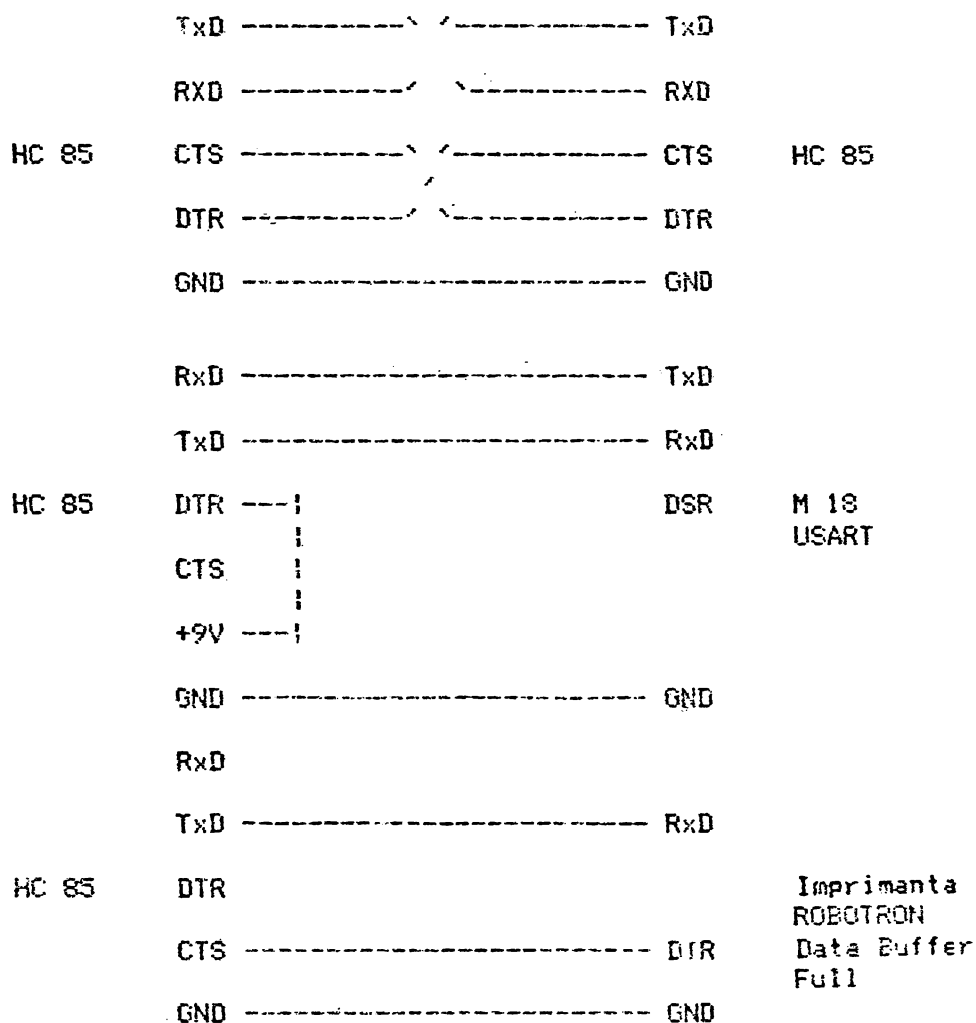 TxD TxD
RXD RXD
HC 85 CTS CTS HC 85
DTR DTR
GND GND
RxD TxD
TxD RxD
HC 85 DTR DSR M 18
USART
CTS
+9V
GND GND
RxD
TxD RxD
HC 85 DTR Imprimanta
ROBOTRON
CTS DTR Data Buffer
Full
GND GND